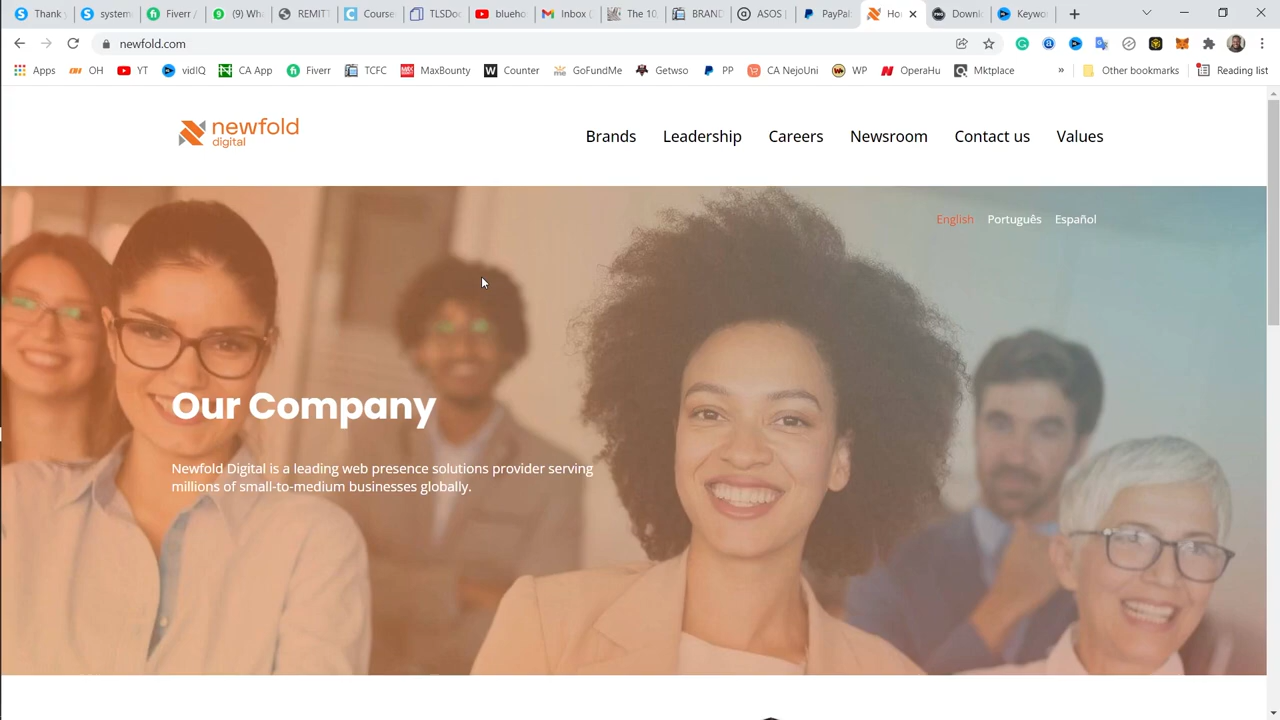 Thank y
system
Fiverr /
(9) Wha
REMITT
Course
TLSDoc
blueho
Inbox (
The 10
BRAND
ASOS |
PayPal
Ho
Downl
Keywo
newfold.com
Apps
OH
YT
vidIQ
CA App
Fiverr
TCFC
MaxBounty
Counter
GoFundMe
Getwso
PP
CA NejoUni
WP
OperaHu
Mktplace
»
Other bookmarks
Reading list
newfold
digital
Brands
Leadership
Careers
Newsroom
Contact us
Values
English
Português
Español
Our Company
Newfold Digital is a leading web presence solutions provider serving
millions of small-to-medium businesses globally.